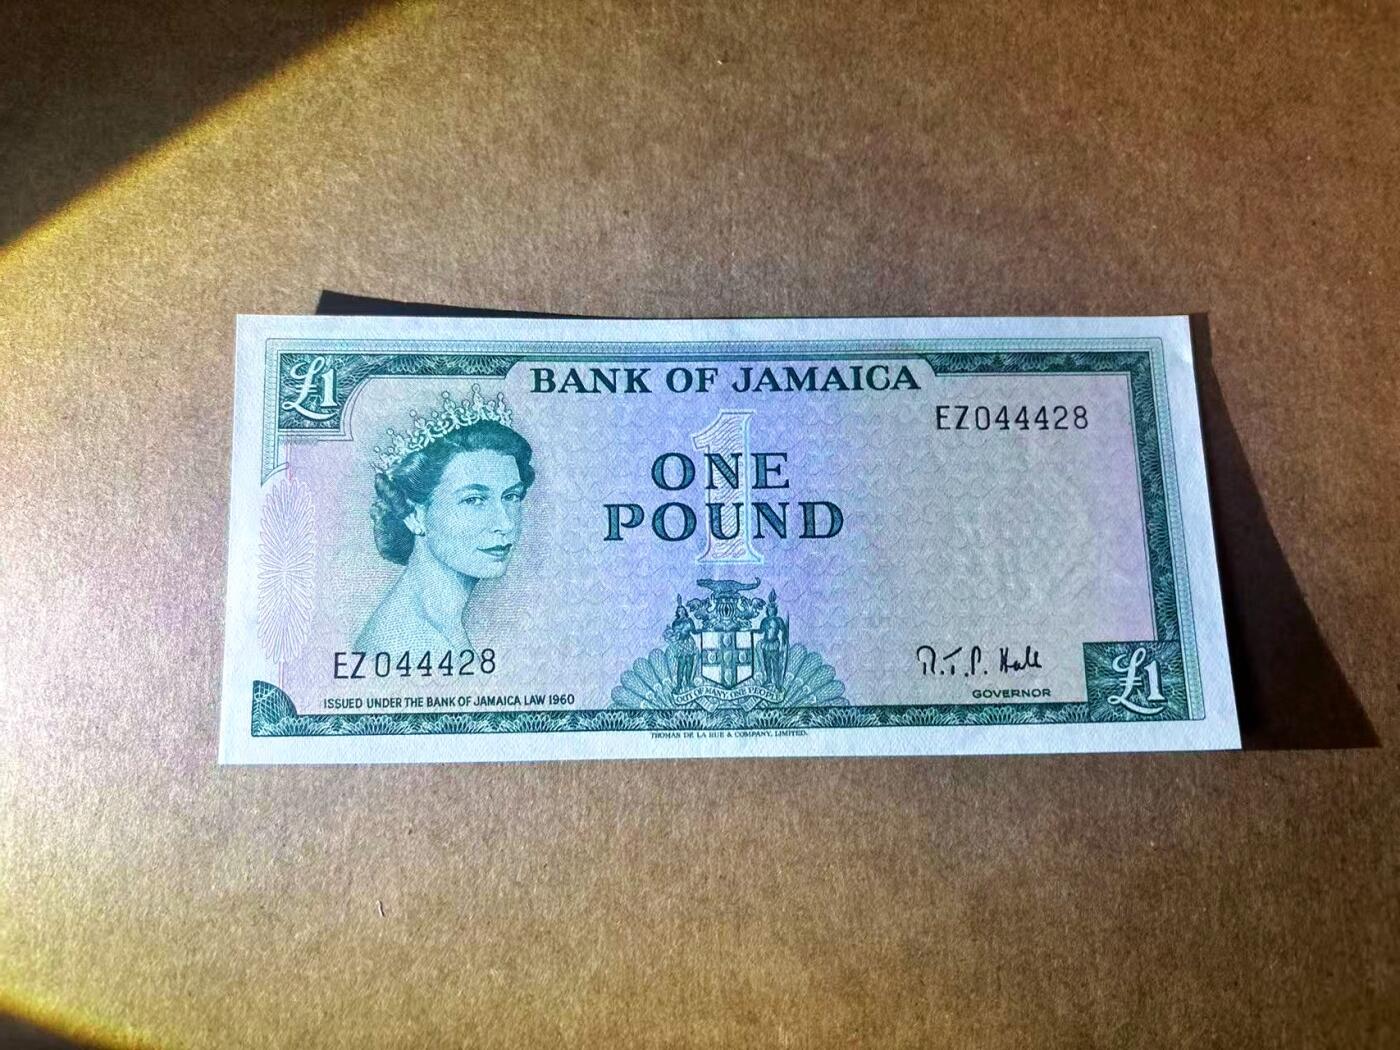 £1
BANK OF JAMAICA
EZ044428
1
ONE
POUND
EZ044428
ISSUED UNDER THE BANK OF JAMAICA LAW 1960
OUT OF MANY, ONE PEOPLE
R.T.P. Hall
GOVERNOR
£1
THOMAS DE LA RUE & COMPANY, LIMITED.